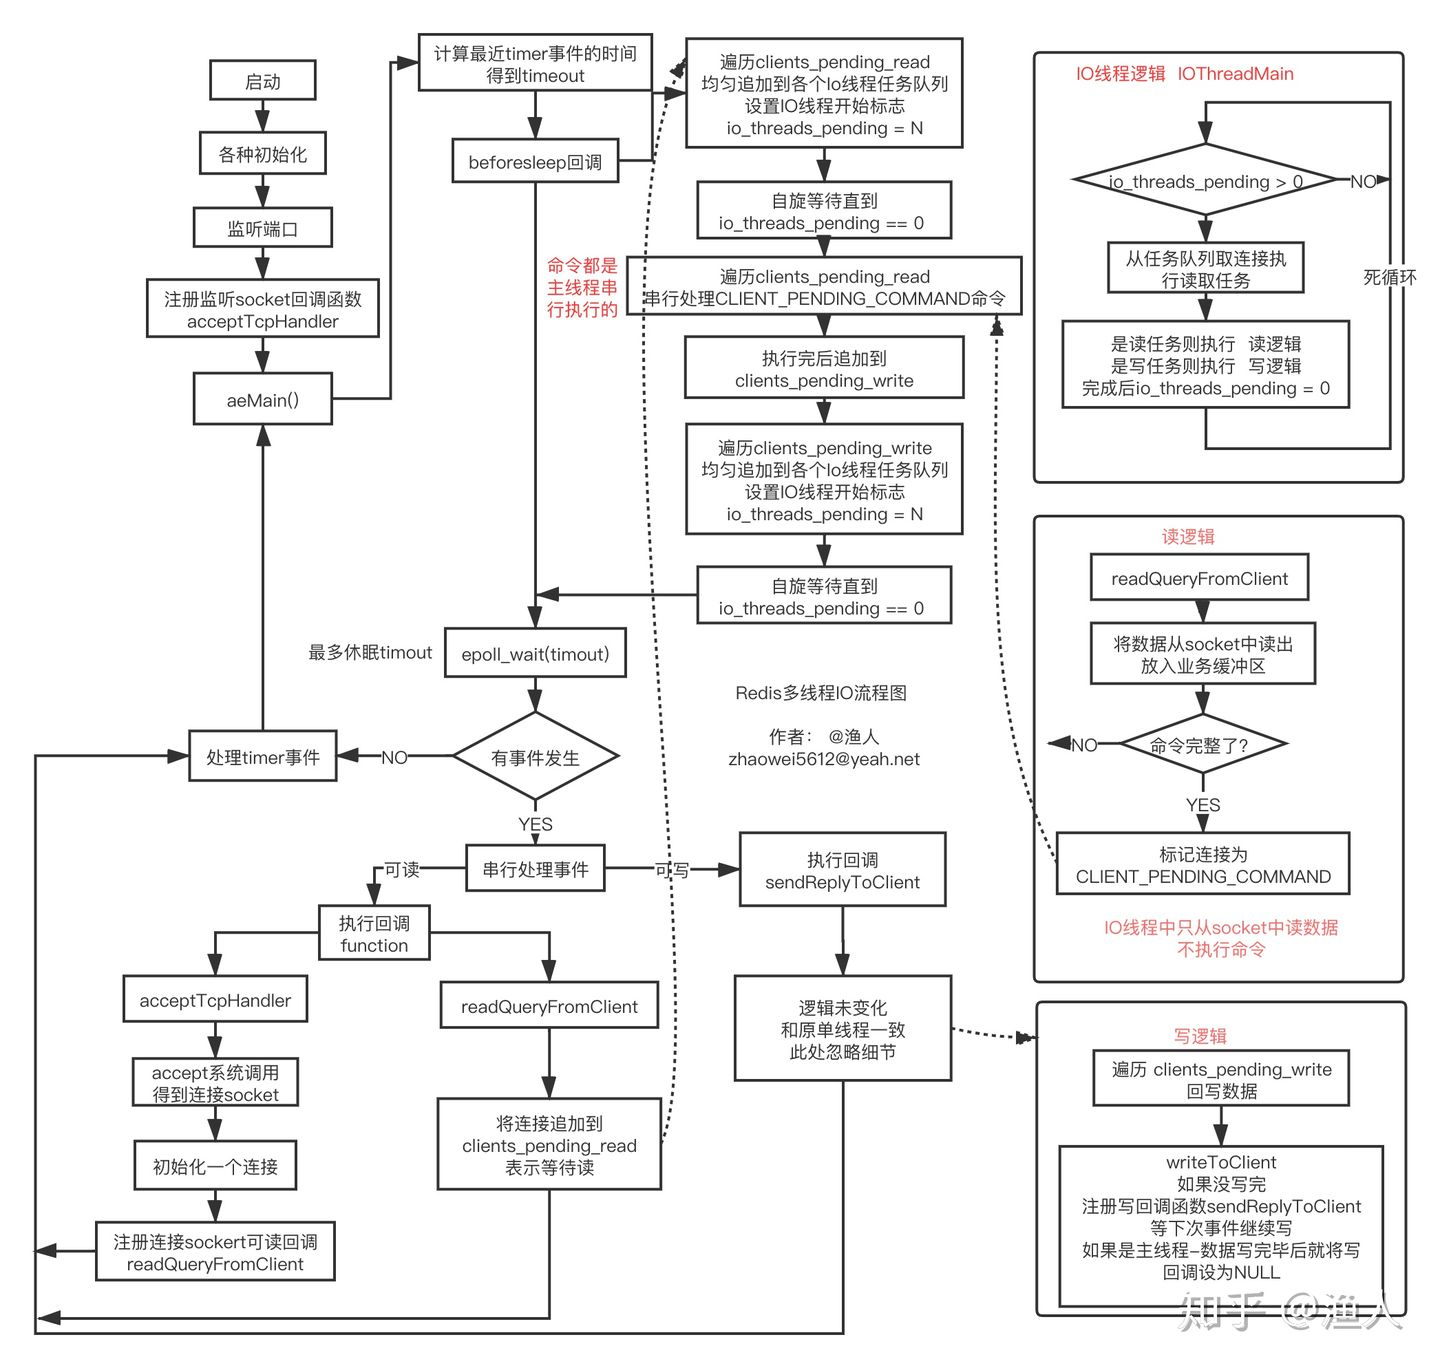 启动
各种初始化
监听端口
注册监听socket回调函数
acceptTcpHandler
aeMain()
计算最近timer事件的时间
得到timeout
beforesleep回调
遍历clients_pending_read
均匀追加到各个Io线程任务队列
设置IO线程开始标志
io_threads_pending = N
自旋等待直到
io_threads_pending == 0
命令都是
主线程串
行执行的
遍历clients_pending_read
串行处理CLIENT_PENDING_COMMAND命令
执行完后追加到
clients_pending_write
遍历clients_pending_write
均匀追加到各个Io线程任务队列
设置IO线程开始标志
io_threads_pending = N
自旋等待直到
io_threads_pending == 0
最多休眠timout
epoll_wait(timout)
有事件发生
NO
处理timer事件
YES
串行处理事件
可读
可写
执行回调
function
acceptTcpHandler
accept系统调用
得到连接socket
初始化一个连接
注册连接sockert可读回调
readQueryFromClient
readQueryFromClient
将连接追加到
clients_pending_read
表示等待读
执行回调
sendReplyToClient
逻辑未变化
和原单线程一致
此处忽略细节
Redis多线程IO流程图
作者： @渔人
zhaowei5612@yeah.net
IO线程逻辑 IOThreadMain
io_threads_pending > 0
NO
死循环
从任务队列取连接执
行读取任务
是读任务则执行 读逻辑
是写任务则执行 写逻辑
完成后io_threads_pending = 0
读逻辑
readQueryFromClient
将数据从socket中读出
放入业务缓冲区
命令完整了?
NO
YES
标记连接为
CLIENT_PENDING_COMMAND
IO线程中只从socket中读数据
不执行命令
写逻辑
遍历 clients_pending_write
回写数据
writeToClient
如果没写完
注册写回调函数sendReplyToClient
等下次事件继续写
如果是主线程-数据写完毕后就将写
回调设为NULL
知乎 @渔人